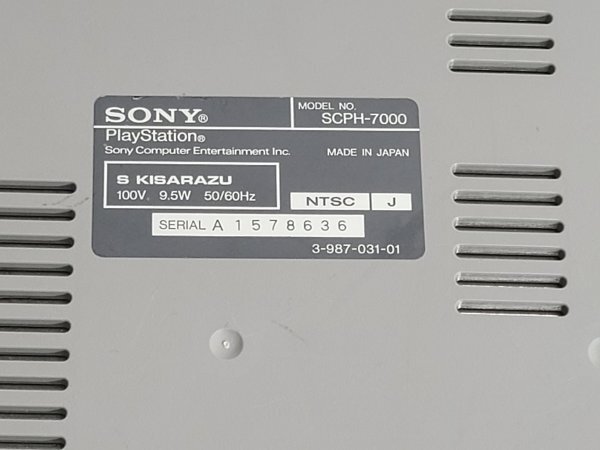 SONY®
MODEL NO.
SCPH-7000
PlayStation®
Sony Computer Entertainment Inc.
MADE IN JAPAN
S KISARAZU
100V 9.5W 50/60Hz
NTSC J
SERIAL A 1578636
3-987-031-01